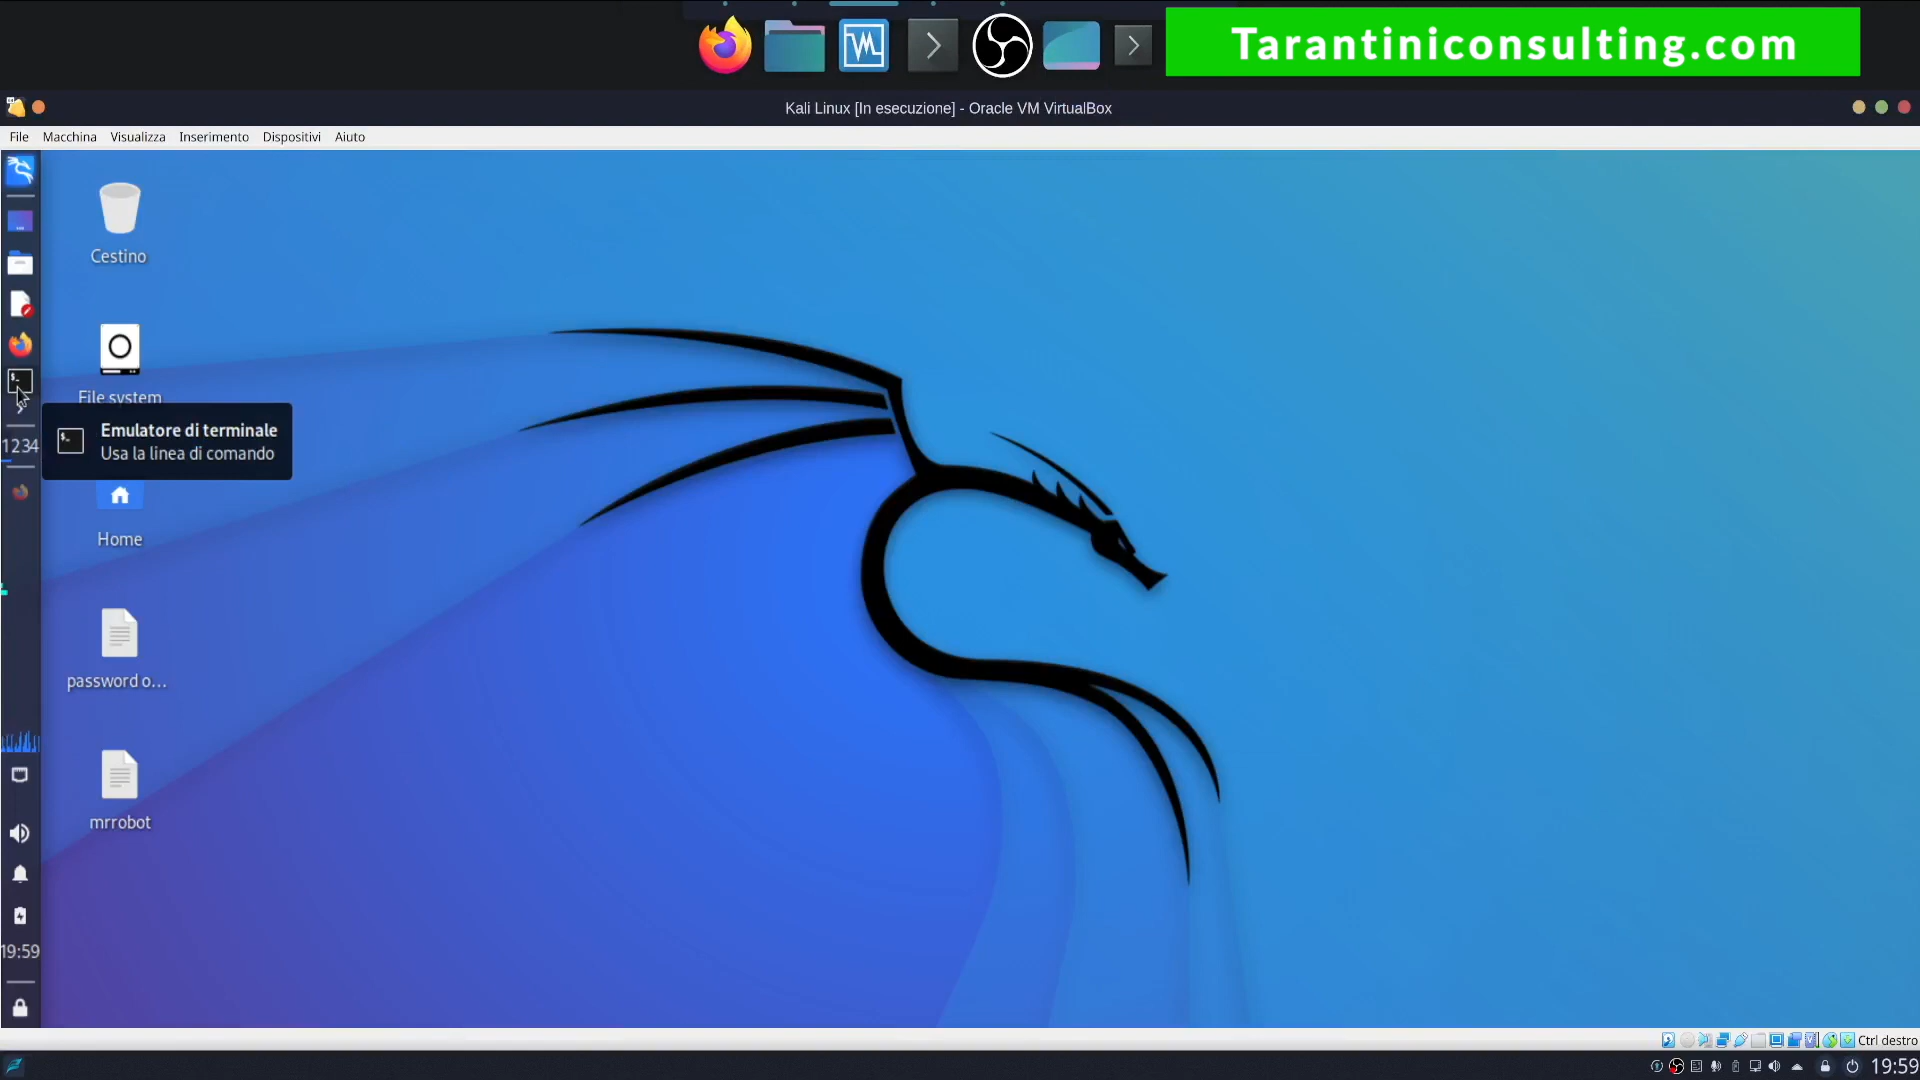 Tarantiniconsulting.com
Kali Linux [In esecuzione] - Oracle VM VirtualBox
File Macchina Visualizza Inserimento Dispositivi Aiuto
Cestino
File system
Emulatore di terminale
Usa la linea di comando
1234
Home
password o...
mrrobot
19:59
Ctrl destro
19:59